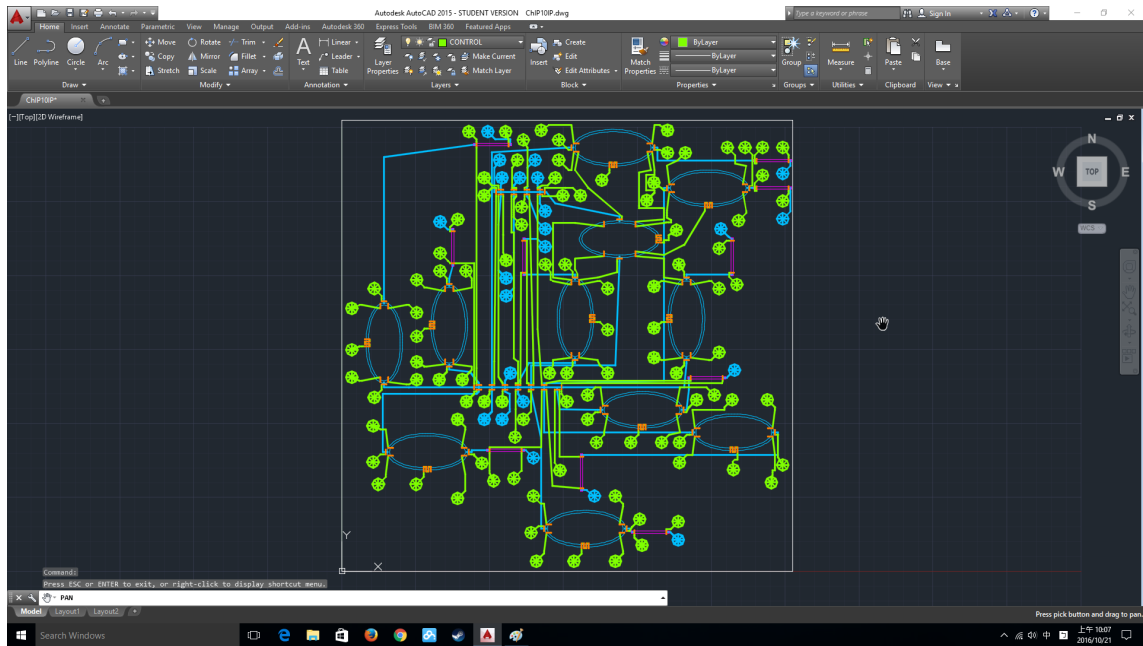 Autodesk AutoCAD 2015 - STUDENT VERSION ChIP10IP.dwg
Type a keyword or phrase
Sign In
Home Insert Annotate Parametric View Manage Output Add-ins Autodesk 360 Express Tools BIM 360 Featured Apps
Line Polyline Circle Arc
Move Rotate Trim
Copy Mirror Fillet
Stretch Scale Array
Text Linear
Leader
Table
Layer Properties
CONTROL
Make Current
Match Layer
Insert
Create
Edit
Edit Attributes
Match Properties
ByLayer
ByLayer
ByLayer
Group
Measure
Paste
Base
Draw Modify Annotation Layers Block Properties Groups Utilities Clipboard View
ChIP10IP*
[-][Top][2D Wireframe]
N
W TOP E
S
WCS
Y
X
Command:
Press ESC or ENTER to exit, or right-click to display shortcut menu.
PAN
Model Layout1 Layout2
Press pick button and drag to pan.
Search Windows
中
上午 10:07
2016/10/21